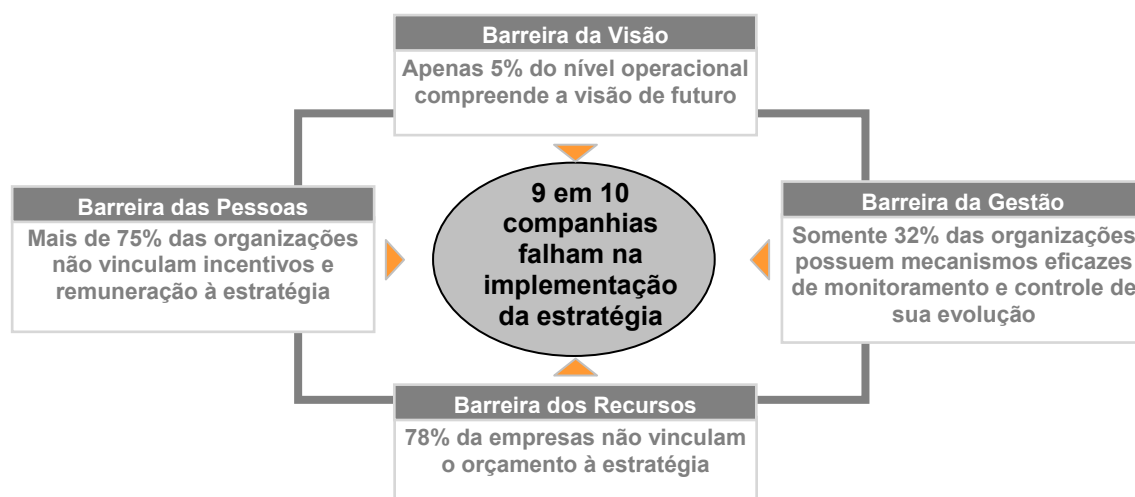 Barreira da Visão
Apenas 5% do nível operacional
compreende a visão de futuro
Barreira das Pessoas
Mais de 75% das organizações
não vinculam incentivos e
remuneração à estratégia
9 em 10
companhias
falham na
implementação
da estratégia
Barreira da Gestão
Somente 32% das organizações
possuem mecanismos eficazes
de monitoramento e controle de
sua evolução
Barreira dos Recursos
78% da empresas não vinculam
o orçamento à estratégia